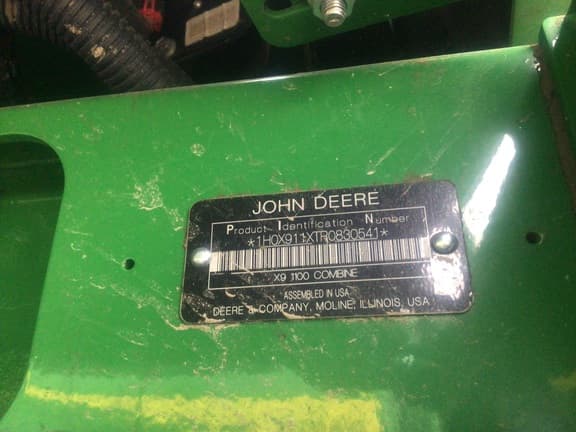 JOHN DEERE
Product Identification Number
*1H0X911XTR0830541*
X9 1100 COMBINE
ASSEMBLED IN USA
DEERE & COMPANY, MOLINE, ILLINOIS, USA